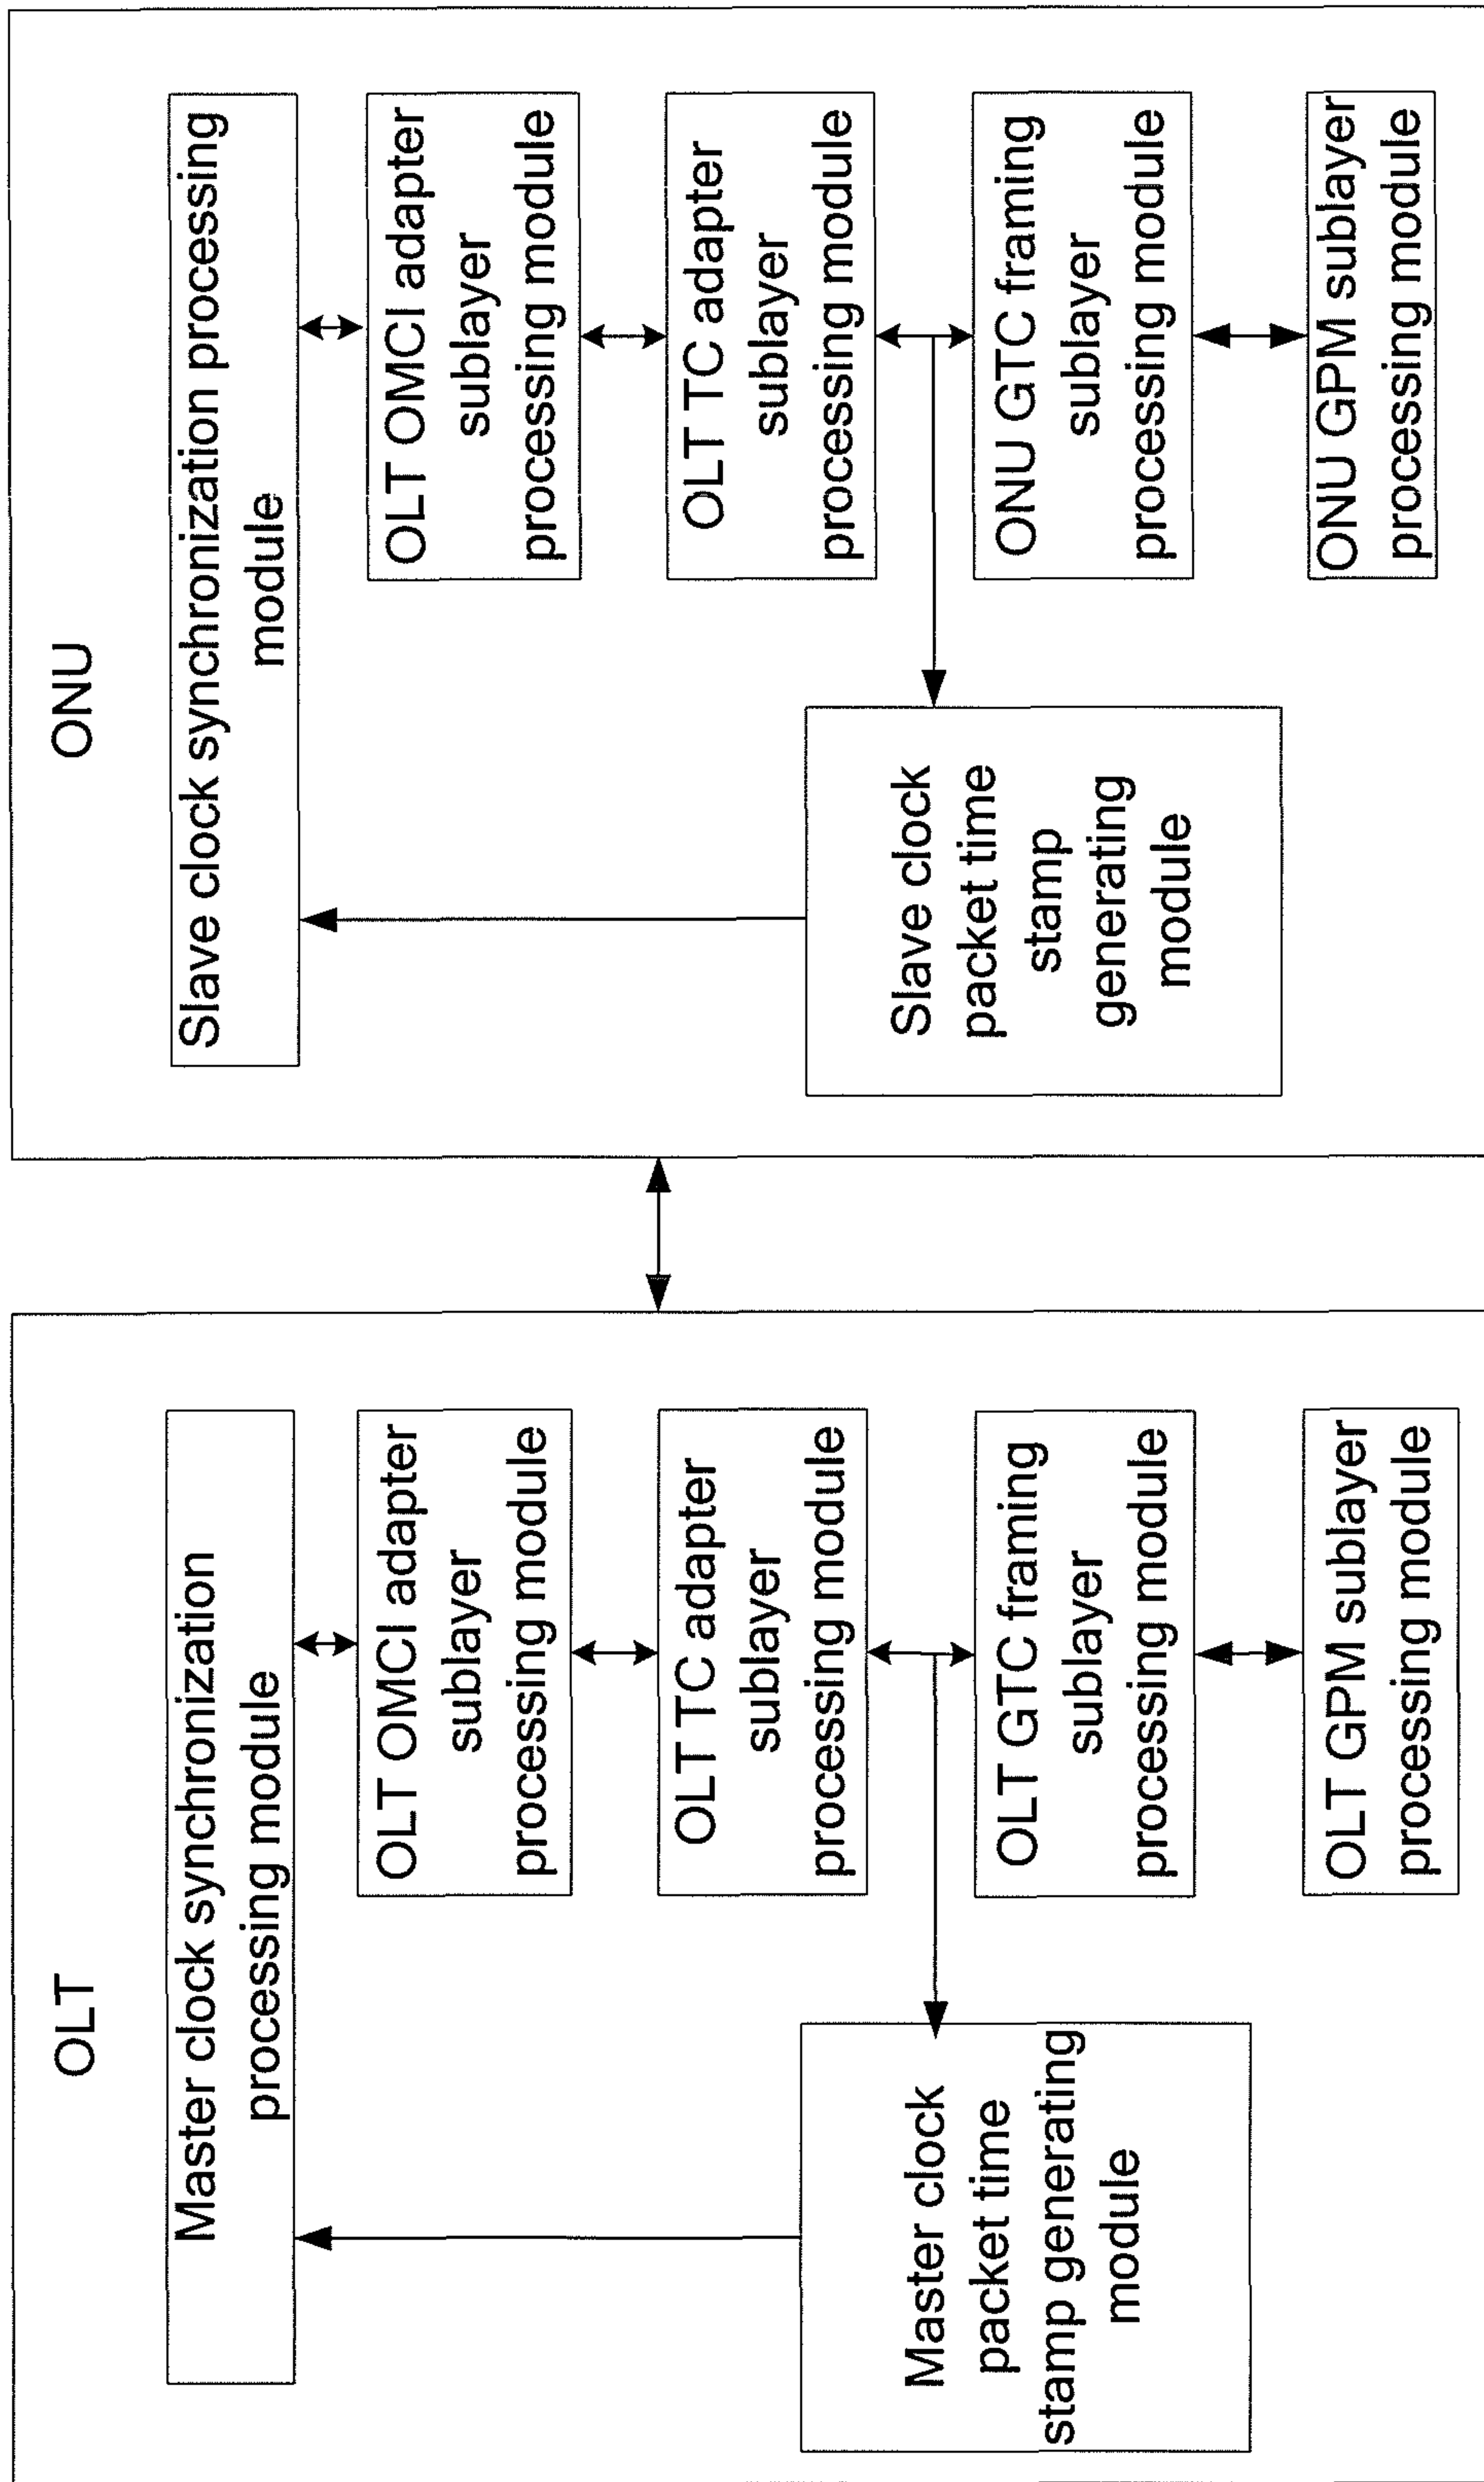 OLT
Master clock synchronization
processing module
OLT OMCI adapter
sublayer
processing module
OLT TC adapter
sublayer
processing module
OLT GTC framing
sublayer
processing module
OLT GPM sublayer
processing module
Master clock
packet time
stamp generating
module
ONU
Slave clock synchronization processing
module
OLT OMCI adapter
sublayer
processing module
OLT TC adapter
sublayer
processing module
ONU GTC framing
sublayer
processing module
ONU GPM sublayer
processing module
Slave clock
packet time
stamp
generating
module